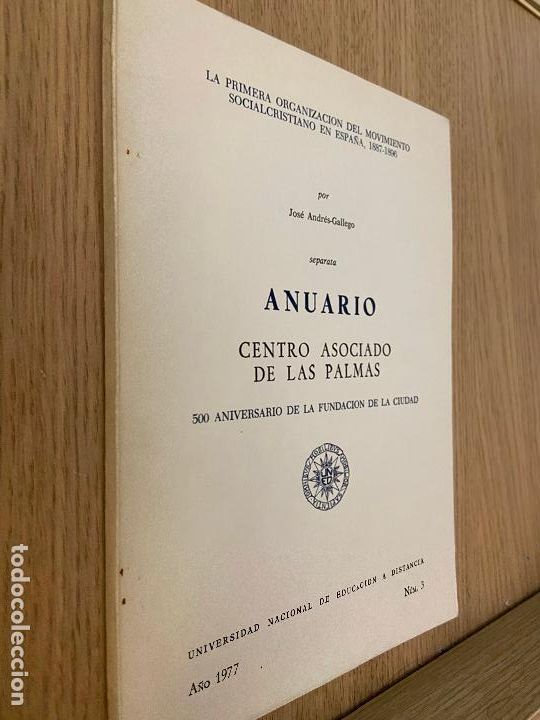 LA PRIMERA ORGANIZACION DEL MOVIMIENTO
SOCIALCRISTIANO EN ESPAÑA, 1887-1896
por
José Andrés-Gallego
separata
ANUARIO
CENTRO ASOCIADO
DE LAS PALMAS
500 ANIVERSARIO DE LA FUNDACION DE LA CIUDAD
UNED
UNIVERSIDAD NACIONAL DE EDUCACION A DISTANCIA
Año 1977
Núm. 3
todocoleccion